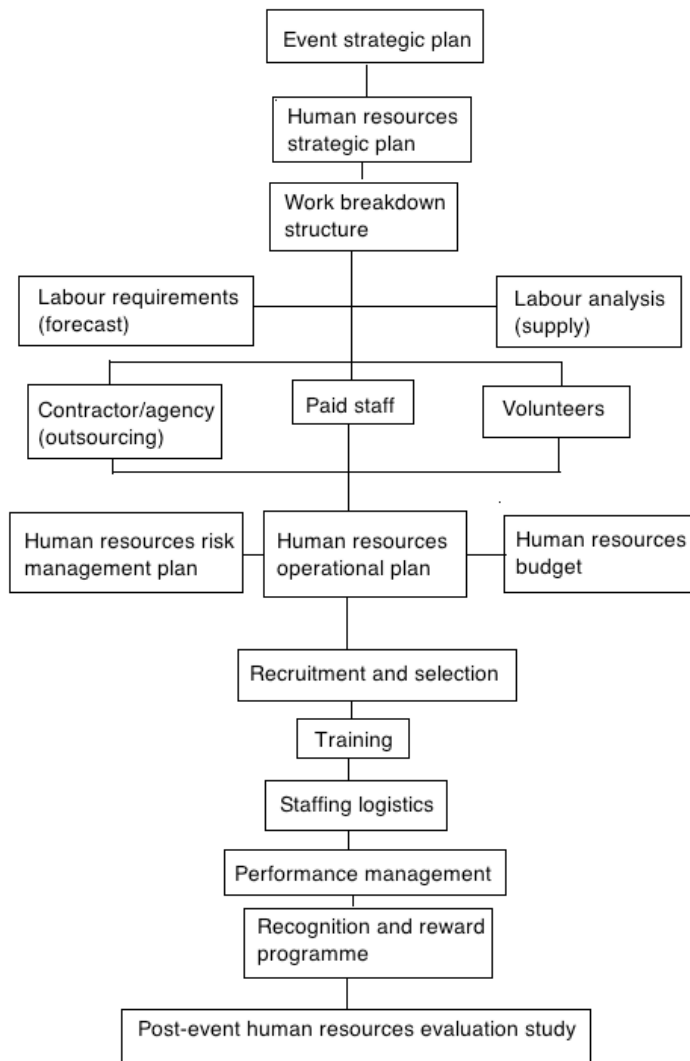 Event strategic plan
Human resources
strategic plan
Work breakdown
structure
Labour requirements
(forecast)
Labour analysis
(supply)
Contractor/agency
(outsourcing)
Paid staff
Volunteers
Human resources risk
management plan
Human resources
operational plan
Human resources
budget
Recruitment and selection
Training
Staffing logistics
Performance management
Recognition and reward
programme
Post-event human resources evaluation study